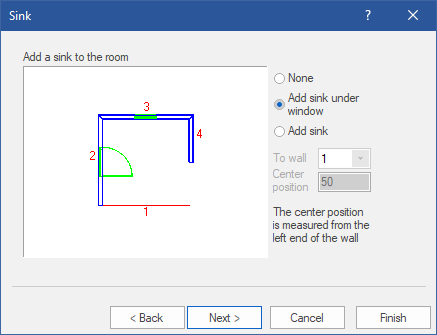 Sink
?
Add a sink to the room
3
4
2
1
None
Add sink under
window
Add sink
To wall 1
Center
position 50
The center position
is measured from the
left end of the wall
< Back Next > Cancel Finish